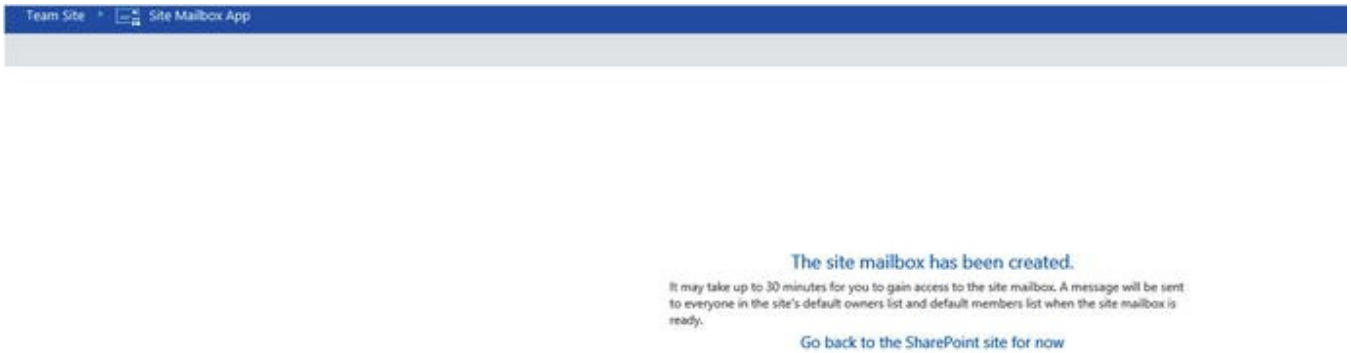 Team Site Site Mailbox App
The site mailbox has been created.
It may take up to 30 minutes for you to gain access to the site mailbox. A message will be sent
to everyone in the site's default owners list and default members list when the site mailbox is
ready.
Go back to the SharePoint site for now